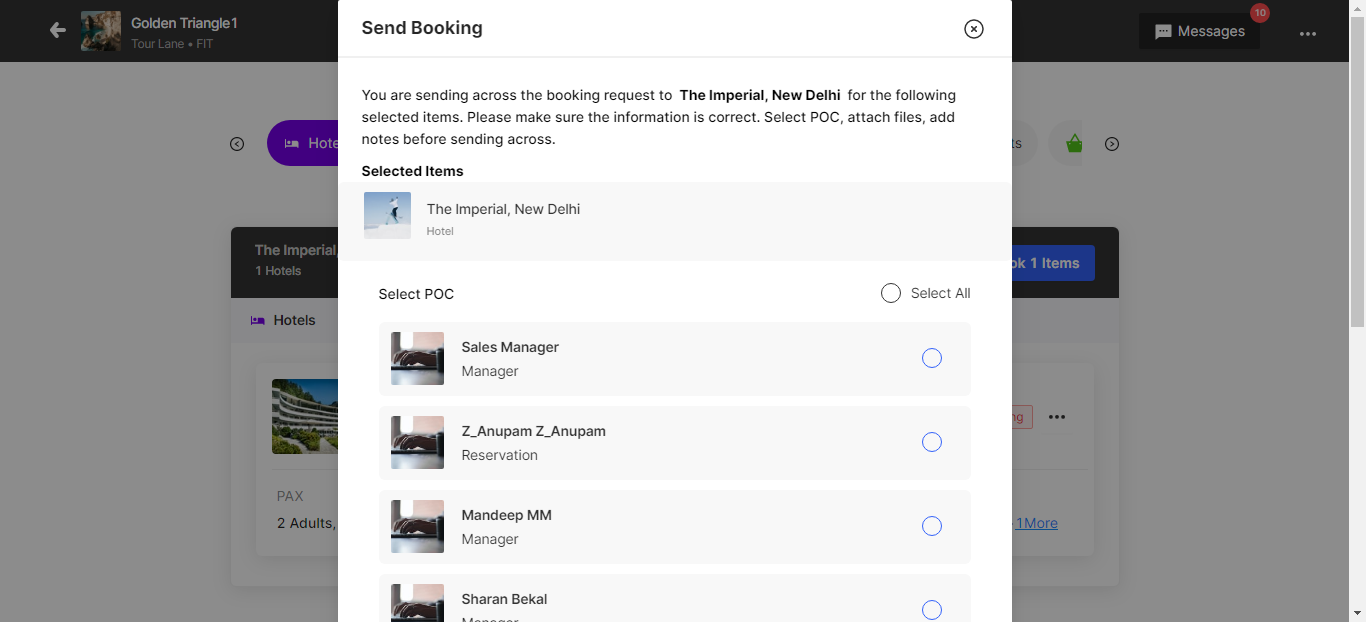 Golden Triangle1
Tour Lane • FIT
Send Booking
10
Messages
You are sending across the booking request to The Imperial, New Delhi for the following
selected items. Please make sure the information is correct. Select POC, attach files, add
notes before sending across.
Hote
ts
Selected Items
The Imperial, New Delhi
Hotel
The Imperial,
1 Hotels
ok 1 Items
Select POC
Select All
Hotels
Sales Manager
Manager
Z_Anupam Z_Anupam
Reservation
ng
PAX
2 Adults,
1More
Mandeep MM
Manager
Sharan Bekal
Manager